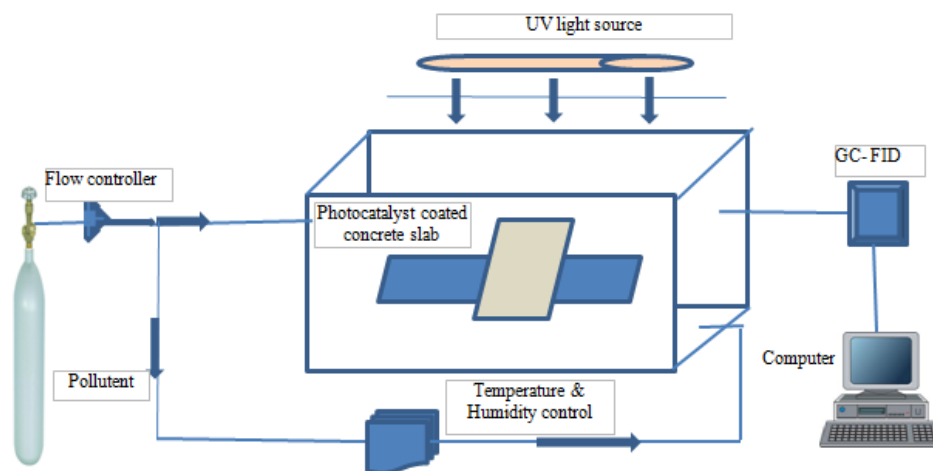 UV light source
GC- FID
Flow controller
Photocatalyst coated
concrete slab
Computer
Pollutent
Temperature &
Humidity control